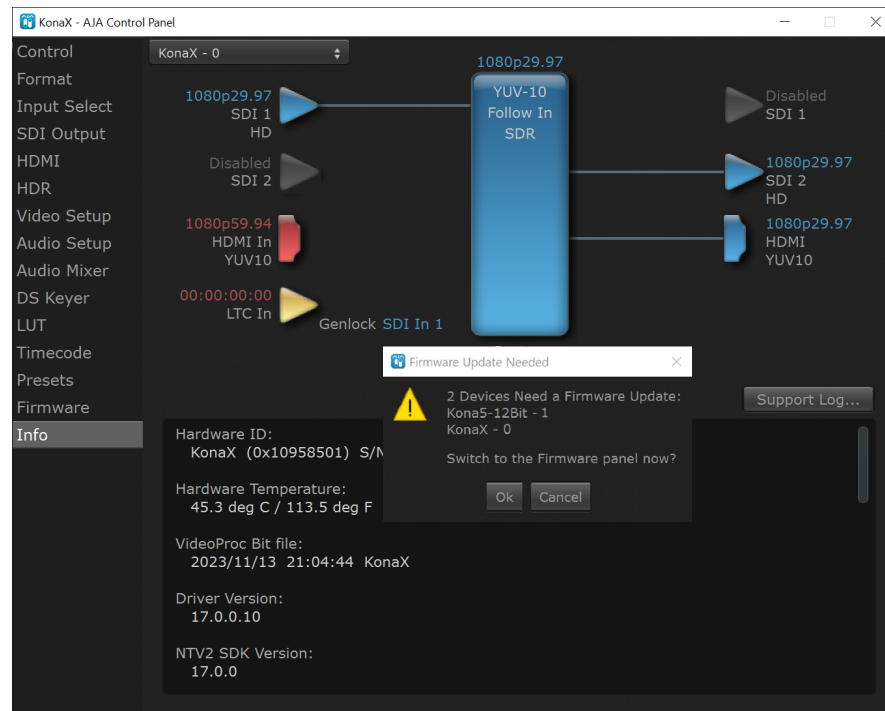 KonaX - AJA Control Panel
Control
Format
Input Select
SDI Output
HDMI
HDR
Video Setup
Audio Setup
Audio Mixer
DS Keyer
LUT
Timecode
Presets
Firmware
Info
KonaX - 0
1080p29.97
SDI 1
HD
Disabled
SDI 2
1080p59.94
HDMI In
YUV10
00:00:00:00
LTC In
Genlock SDI In 1
1080p29.97
YUV-10
Follow In
SDR
Disabled
SDI 1
1080p29.97
SDI 2
HD
1080p29.97
HDMI
YUV10
Firmware Update Needed
2 Devices Need a Firmware Update:
Kona5-12Bit - 1
KonaX - 0
Switch to the Firmware panel now?
Ok
Cancel
Support Log...
Hardware ID:
KonaX (0x10958501) S/N
Hardware Temperature:
45.3 deg C / 113.5 deg F
VideoProc Bit file:
2023/11/13 21:04:44 KonaX
Driver Version:
17.0.0.10
NTV2 SDK Version:
17.0.0